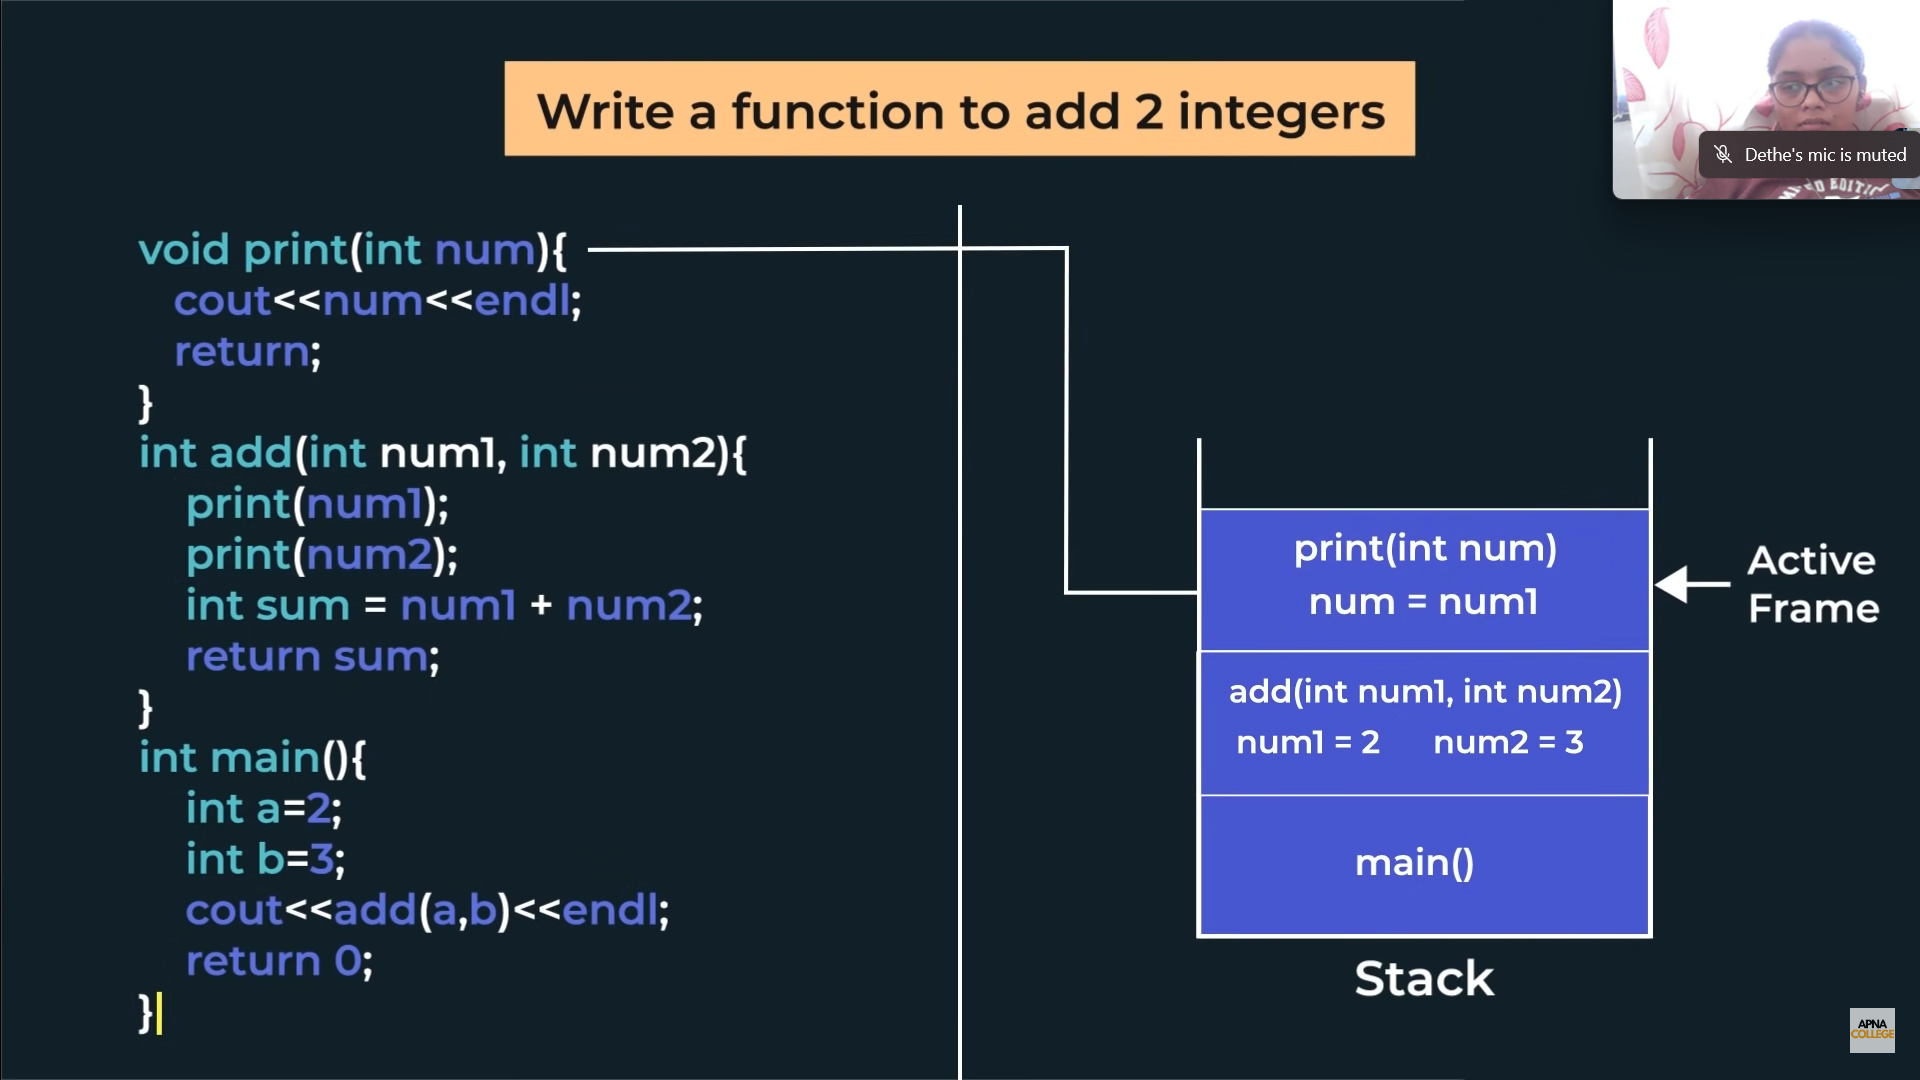 Write a function to add 2 integers
Dethe's mic is muted
void print(int num){
cout<<num<<endl;
return;
}
int add(int num1, int num2){
print(num1);
print(num2);
int sum = num1 + num2;
return sum;
}
int main(){
int a=2;
int b=3;
cout<<add(a,b)<<endl;
return 0;
}
print(int num)
num = num1
Active
Frame
add(int num1, int num2)
num1 = 2 num2 = 3
main()
Stack
APNA
COLLEGE